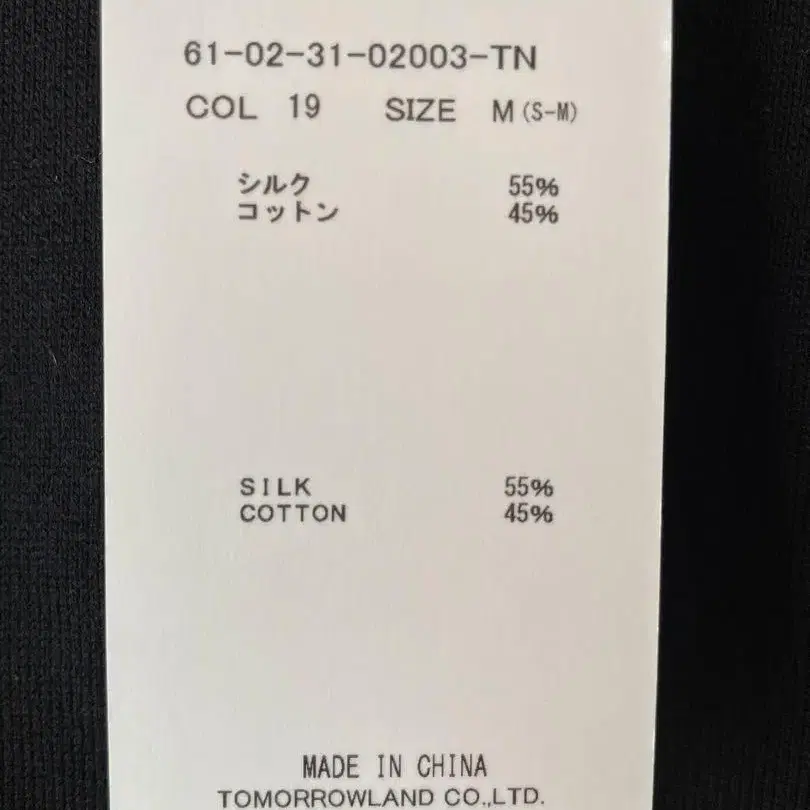 61-02-31-02003-TN
COL 19 SIZE M(S-M)
シルク 55%
コットン 45%
SILK 55%
COTTON 45%
MADE IN CHINA
TOMORROWLAND CO.,LTD.